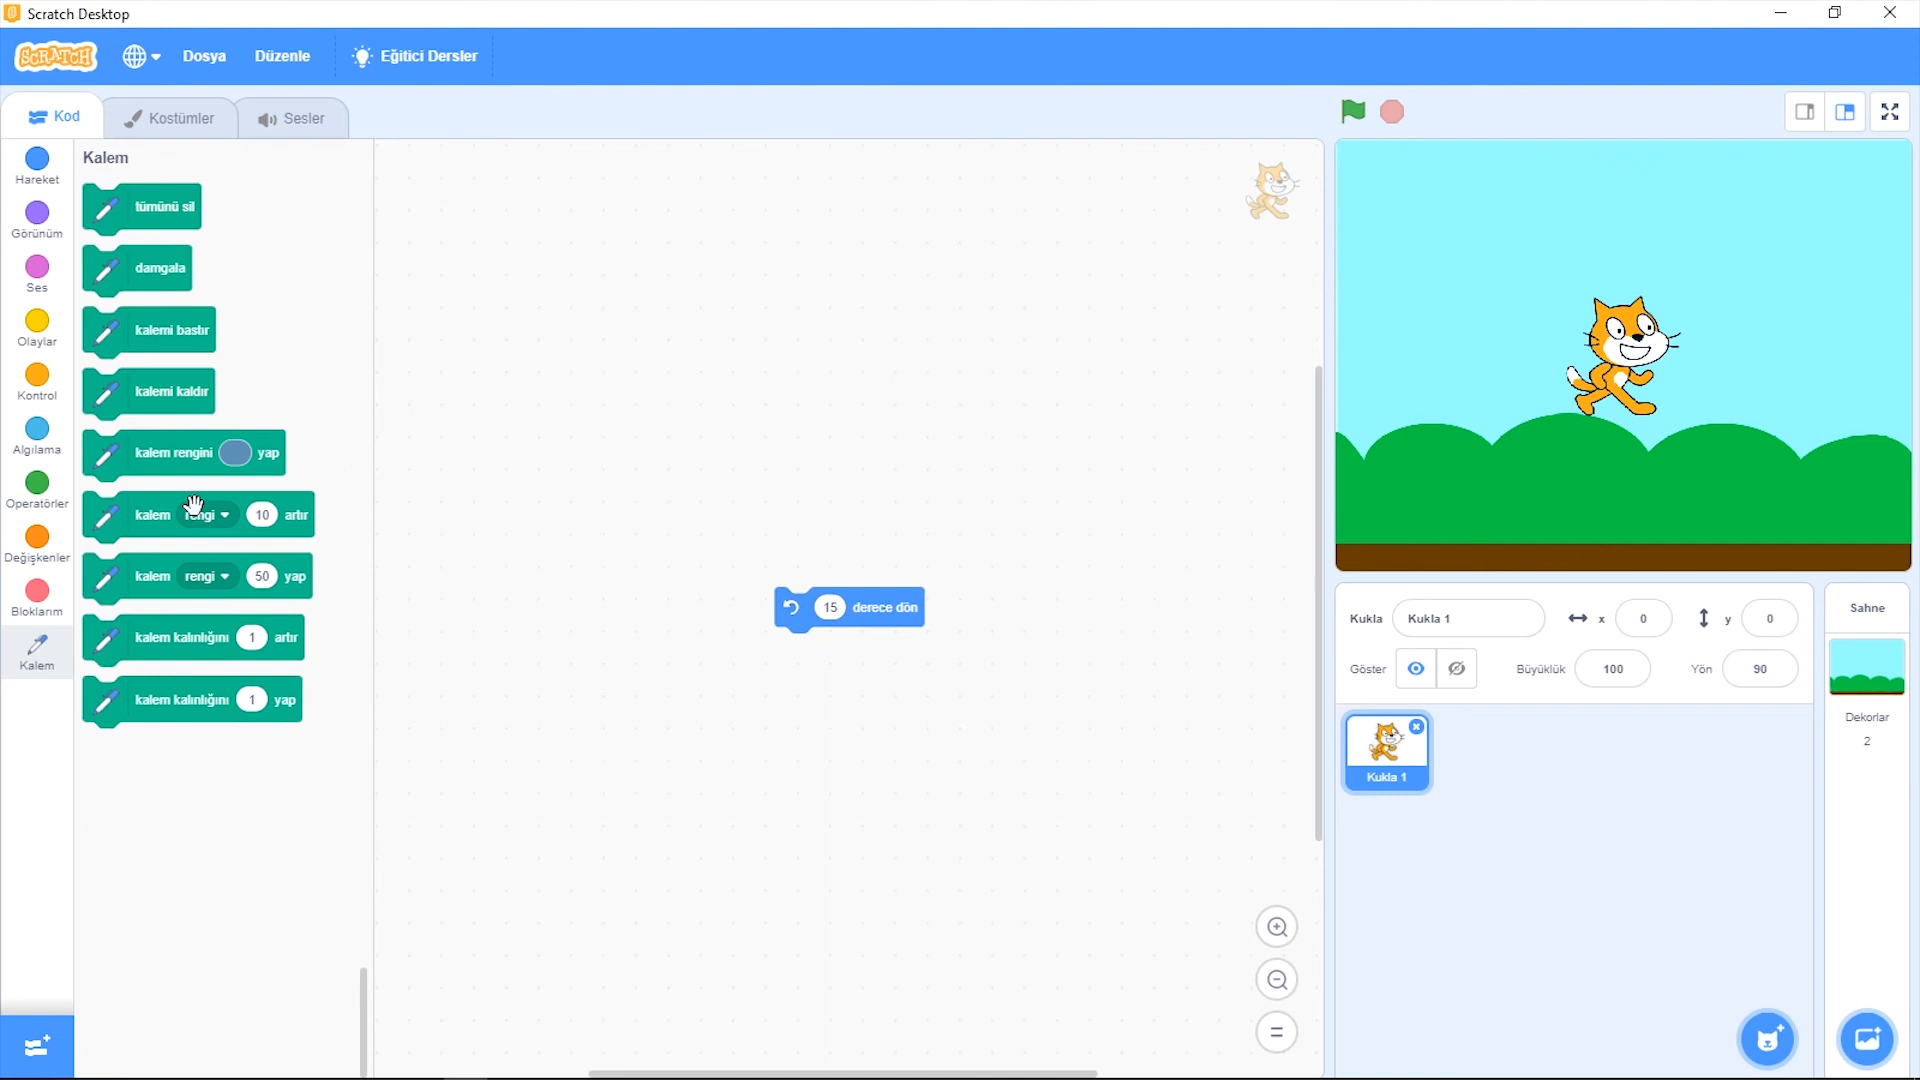 Scratch Desktop
SCRATCH Dosya Düzenle Eğitici Dersler
Kod Kostümler Sesler
Hareket
Görünüm
Ses
Olaylar
Kontrol
Algılama
Operatörler
Değişkenler
Bloklarım
Kalem
Kalem
tümünü sil
damgala
kalemi bastır
kalemi kaldır
kalem rengini yap
kalem rengi 10 artır
kalem rengi 50 yap
kalem kalınlığını 1 artır
kalem kalınlığını 1 yap
15 derece dön
Kukla Kukla 1 x 0 y 0
Göster Büyüklük 100 Yön 90
Kukla 1
Sahne
Dekorlar
2